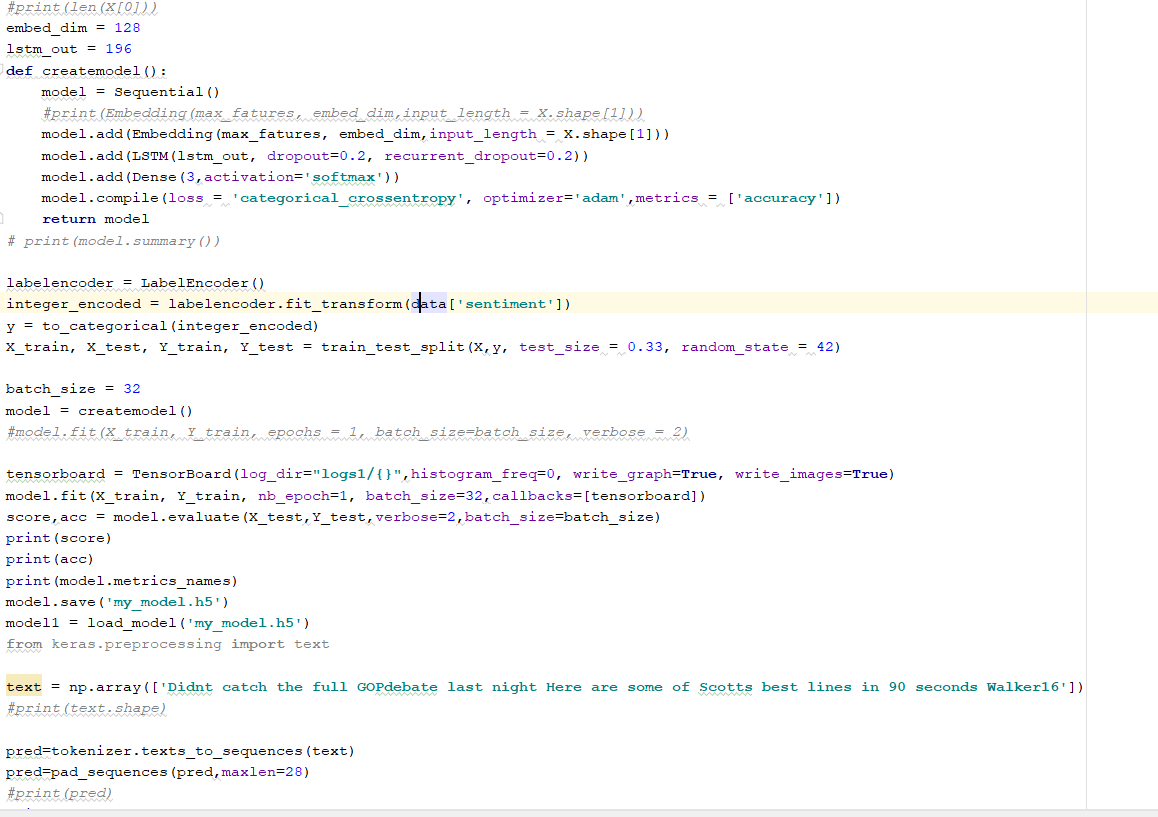 #print(len(X[0]))
embed_dim = 128
lstm_out = 196
def createmodel():
    model = Sequential()
    #print(Embedding(max_fatures, embed_dim,input_length = X.shape[1]))
    model.add(Embedding(max_fatures, embed_dim,input_length = X.shape[1]))
    model.add(LSTM(lstm_out, dropout=0.2, recurrent_dropout=0.2))
    model.add(Dense(3,activation='softmax'))
    model.compile(loss = 'categorical_crossentropy', optimizer='adam',metrics = ['accuracy'])
    return model
# print(model.summary())

labelencoder = LabelEncoder()
integer_encoded = labelencoder.fit_transform(data['sentiment'])
y = to_categorical(integer_encoded)
X_train, X_test, Y_train, Y_test = train_test_split(X,y, test_size = 0.33, random_state = 42)

batch_size = 32
model = createmodel()
#model.fit(X_train, Y_train, epochs = 1, batch_size=batch_size, verbose = 2)

tensorboard = TensorBoard(log_dir="logs1/{}",histogram_freq=0, write_graph=True, write_images=True)
model.fit(X_train, Y_train, nb_epoch=1, batch_size=32,callbacks=[tensorboard])
score,acc = model.evaluate(X_test,Y_test,verbose=2,batch_size=batch_size)
print(score)
print(acc)
print(model.metrics_names)
model.save('my_model.h5')
model1 = load_model('my_model.h5')
from keras.preprocessing import text

text = np.array(['Didnt catch the full GOPdebate last night Here are some of Scotts best lines in 90 seconds Walker16'])
#print(text.shape)

pred=tokenizer.texts_to_sequences(text)
pred=pad_sequences(pred,maxlen=28)
#print(pred)